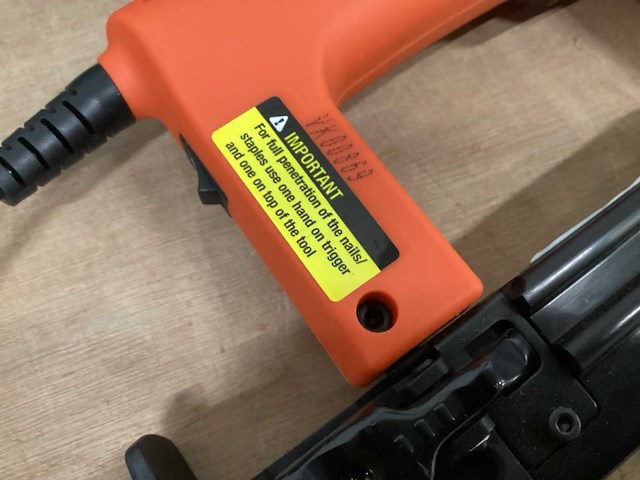 IMPORTANT
For full penetration of the nails/
staples use one hand on trigger
and one on top of the tool